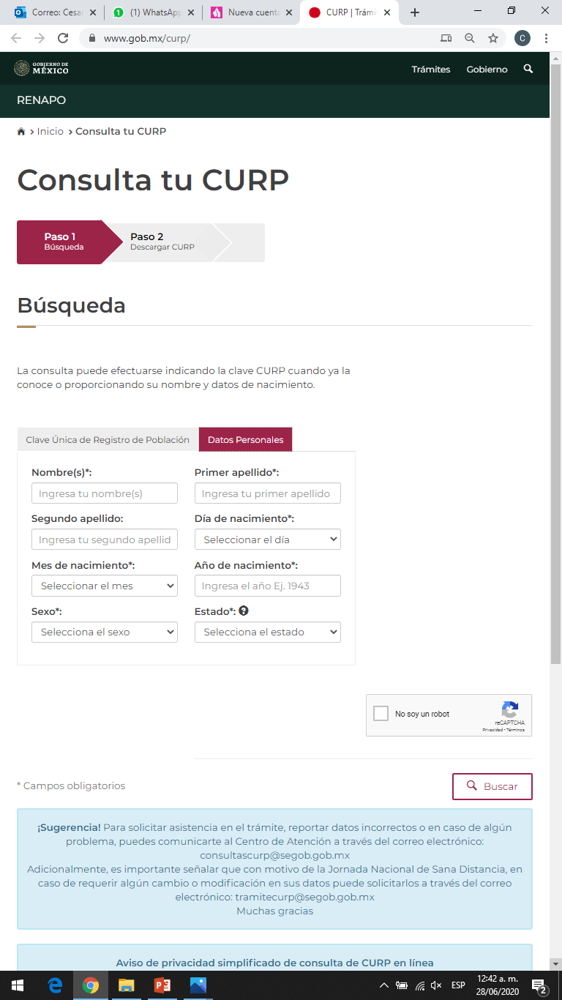 Correo: Cesa
(1) WhatsApp
Nueva cuenta
CURP | Trámi
www.gob.mx/curp/
C
GOBIERNO DE
MÉXICO
Trámites
Gobierno
RENAPO
Inicio > Consulta tu CURP
Consulta tu CURP
Paso 1
Búsqueda
Paso 2
Descargar CURP
Búsqueda
La consulta puede efectuarse indicando la clave CURP cuando ya la
conoce o proporcionando su nombre y datos de nacimiento.
Clave Única de Registro de Población
Datos Personales
Nombre(s)*:
Primer apellido*:
Ingresa tu nombre(s)
Ingresa tu primer apellido
Segundo apellido:
Día de nacimiento*:
Ingresa tu segundo apellid
Seleccionar el día
Mes de nacimiento*:
Año de nacimiento*:
Seleccionar el mes
Ingresa el año Ej. 1943
Sexo*:
Estado*:
Selecciona el sexo
Selecciona el estado
No soy un robot
reCAPTCHA
Privacidad - Términos
* Campos obligatorios
Buscar
¡Sugerencia! Para solicitar asistencia en el trámite, reportar datos incorrectos o en caso de algún
problema, puedes comunicarte al Centro de Atención a través del correo electrónico:
consultascurp@segob.gob.mx
Adicionalmente, es importante señalar que con motivo de la Jornada Nacional de Sana Distancia, en
caso de requerir algún cambio o modificación en sus datos puede solicitarlos a través del correo
electrónico: tramitecurp@segob.gob.mx
Muchas gracias
Aviso de privacidad simplificado de consulta de CURP en línea
ESP
12:42 a. m.
28/06/2020
2